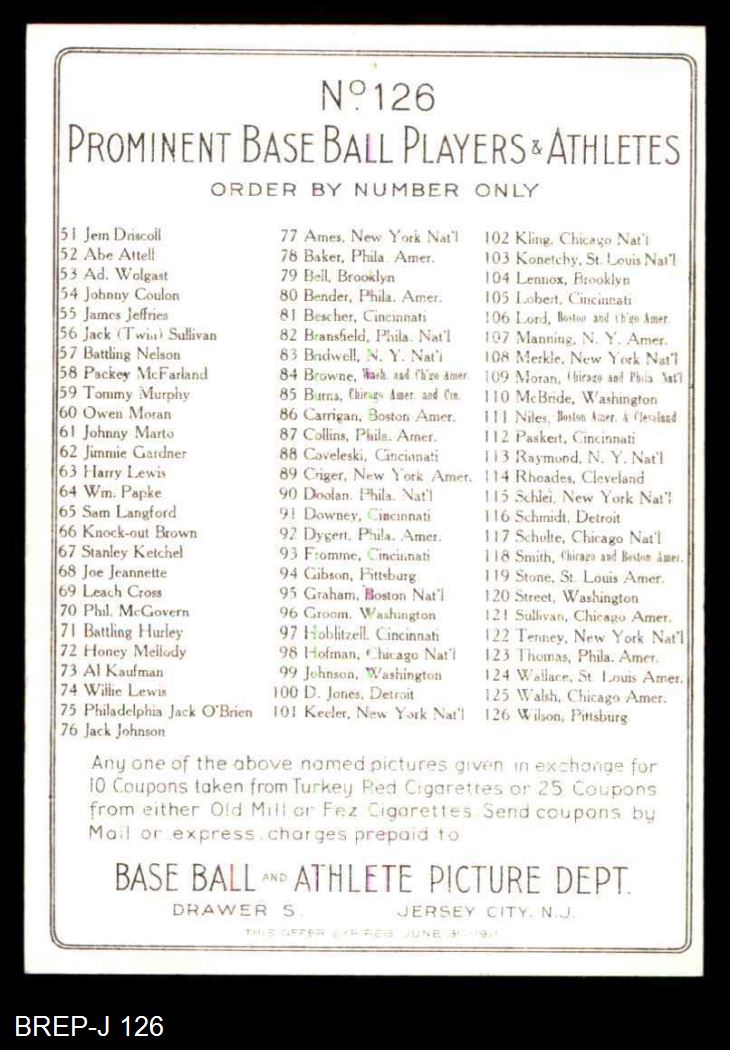 No. 126
PROMINENT BASE BALL PLAYERS & ATHLETES
ORDER BY NUMBER ONLY
51 Jem Driscoll
52 Abe Attell
53 Ad. Wolgast
54 Johnny Coulon
55 James Jeffries
56 Jack (Twin) Sullivan
57 Battling Nelson
58 Packey McFarland
59 Tommy Murphy
60 Owen Moran
61 Johnny Marto
62 Jimmie Gardner
63 Harry Lewis
64 Wm. Papke
65 Sam Langford
66 Knock-out Brown
67 Stanley Ketchel
68 Joe Jeannette
69 Leach Cross
70 Phil. McGovern
71 Battling Hurley
72 Honey Mellody
73 Al Kaufman
74 Willie Lewis
75 Philadelphia Jack O'Brien
76 Jack Johnson
77 Ames, New York Nat'l
78 Baker, Phila. Amer.
79 Bell, Brooklyn
80 Bender, Phila. Amer.
81 Bescher, Cincinnati
82 Bransfield, Phila. Nat'l
83 Bridwell, N. Y. Nat'l
84 Browne, Wash. and Ch'go Amer.
85 Burns, Chicago Amer. and Cin.
86 Carrigan, Boston Amer.
87 Collins, Phila. Amer.
88 Coveleski, Cincinnati
89 Criger, New York Amer.
90 Doolan, Phila. Nat'l
91 Downey, Cincinnati
92 Dygert, Phila. Amer.
93 Fromme, Cincinnati
94 Gibson, Pittsburg
95 Graham, Boston Nat'l
96 Groom, Washington
97 Hoblitzell, Cincinnati
98 Hofman, Chicago Nat'l
99 Johnson, Washington
100 D. Jones, Detroit
101 Keeler, New York Nat'l
102 Kling, Chicago Nat'l
103 Konetchy, St. Louis Nat'l
104 Lennox, Brooklyn
105 Lobert, Cincinnati
106 Lord, Boston and Ch'go Amer.
107 Manning, N. Y. Amer.
108 Merkle, New York Nat'l
109 Moran, Chicago and Phila Nat'l
110 McBride, Washington
111 Niles, Boston Amer. & Cleveland
112 Paskert, Cincinnati
113 Raymond, N. Y. Nat'l
114 Rhoades, Cleveland
115 Schlei, New York Nat'l
116 Schmidt, Detroit
117 Schulte, Chicago Nat'l
118 Smith, Chicago and Boston Amer.
119 Stone, St. Louis Amer.
120 Street, Washington
121 Sullivan, Chicago Amer.
122 Tenney, New York Nat'l
123 Thomas, Phila. Amer.
124 Wallace, St. Louis Amer.
125 Walsh, Chicago Amer.
126 Wilson, Pittsburg
Any one of the above named pictures given in exchange for
10 Coupons taken from Turkey Red Cigarettes or 25 Coupons
from either Old Mill or Fez Cigarettes. Send coupons by
Mail or express, charges prepaid to
BASE BALL AND ATHLETE PICTURE DEPT.
DRAWER S. JERSEY CITY, N.J.
THIS OFFER EXPIRES JUNE 1911
BREP-J 126